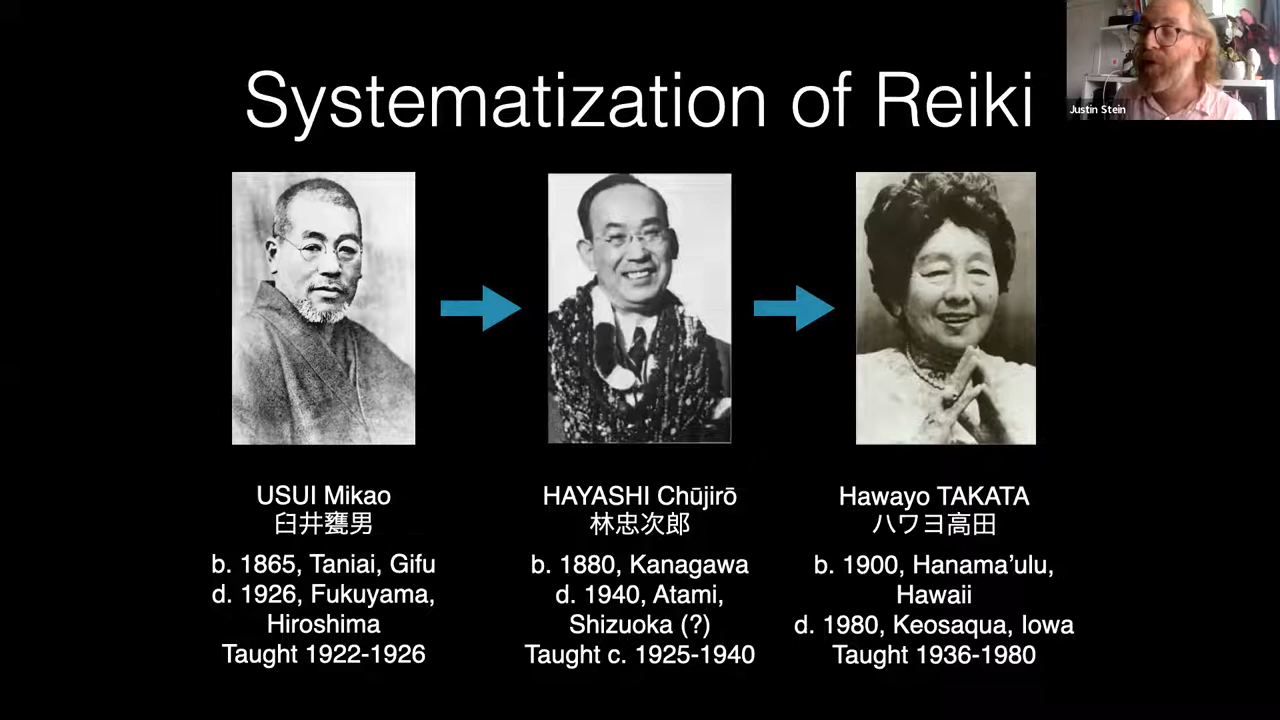 Systematization of Reiki
Justin Stein
USUI Mikao
臼井甕男
b. 1865, Taniai, Gifu
d. 1926, Fukuyama,
Hiroshima
Taught 1922-1926
HAYASHI Chūjirō
林忠次郎
b. 1880, Kanagawa
d. 1940, Atami,
Shizuoka (?)
Taught c. 1925-1940
Hawayo TAKATA
ハワヨ高田
b. 1900, Hanama’ulu,
Hawaii
d. 1980, Keosaqua, Iowa
Taught 1936-1980